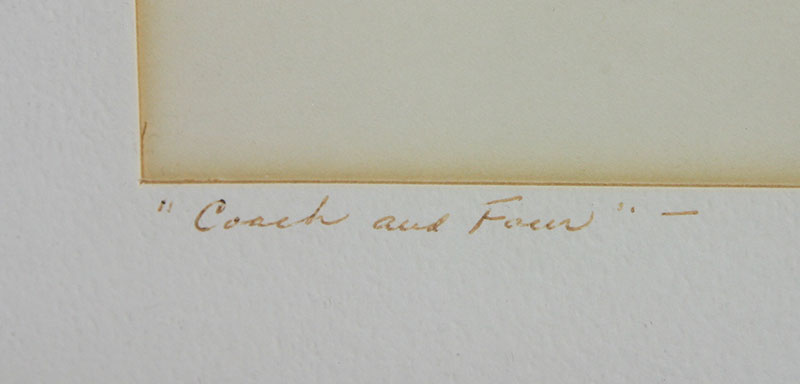 "Coach and Four" –